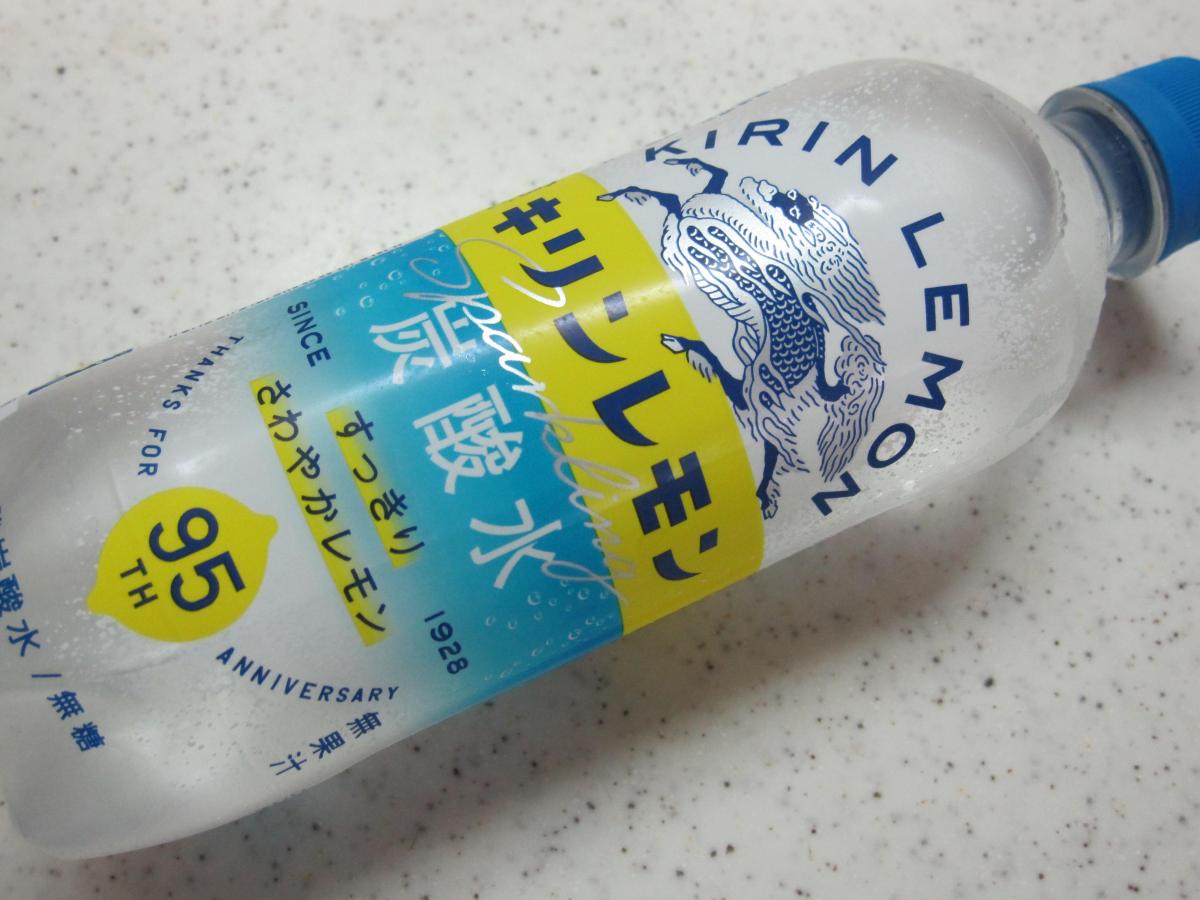 KIRIN LEMON
キリンレモン
Sparkling
炭酸水
SINCE 1928
すっきり
さわやかレモン
THANKS FOR
95
TH
ANNIVERSARY
無果汁
炭酸水 / 無糖